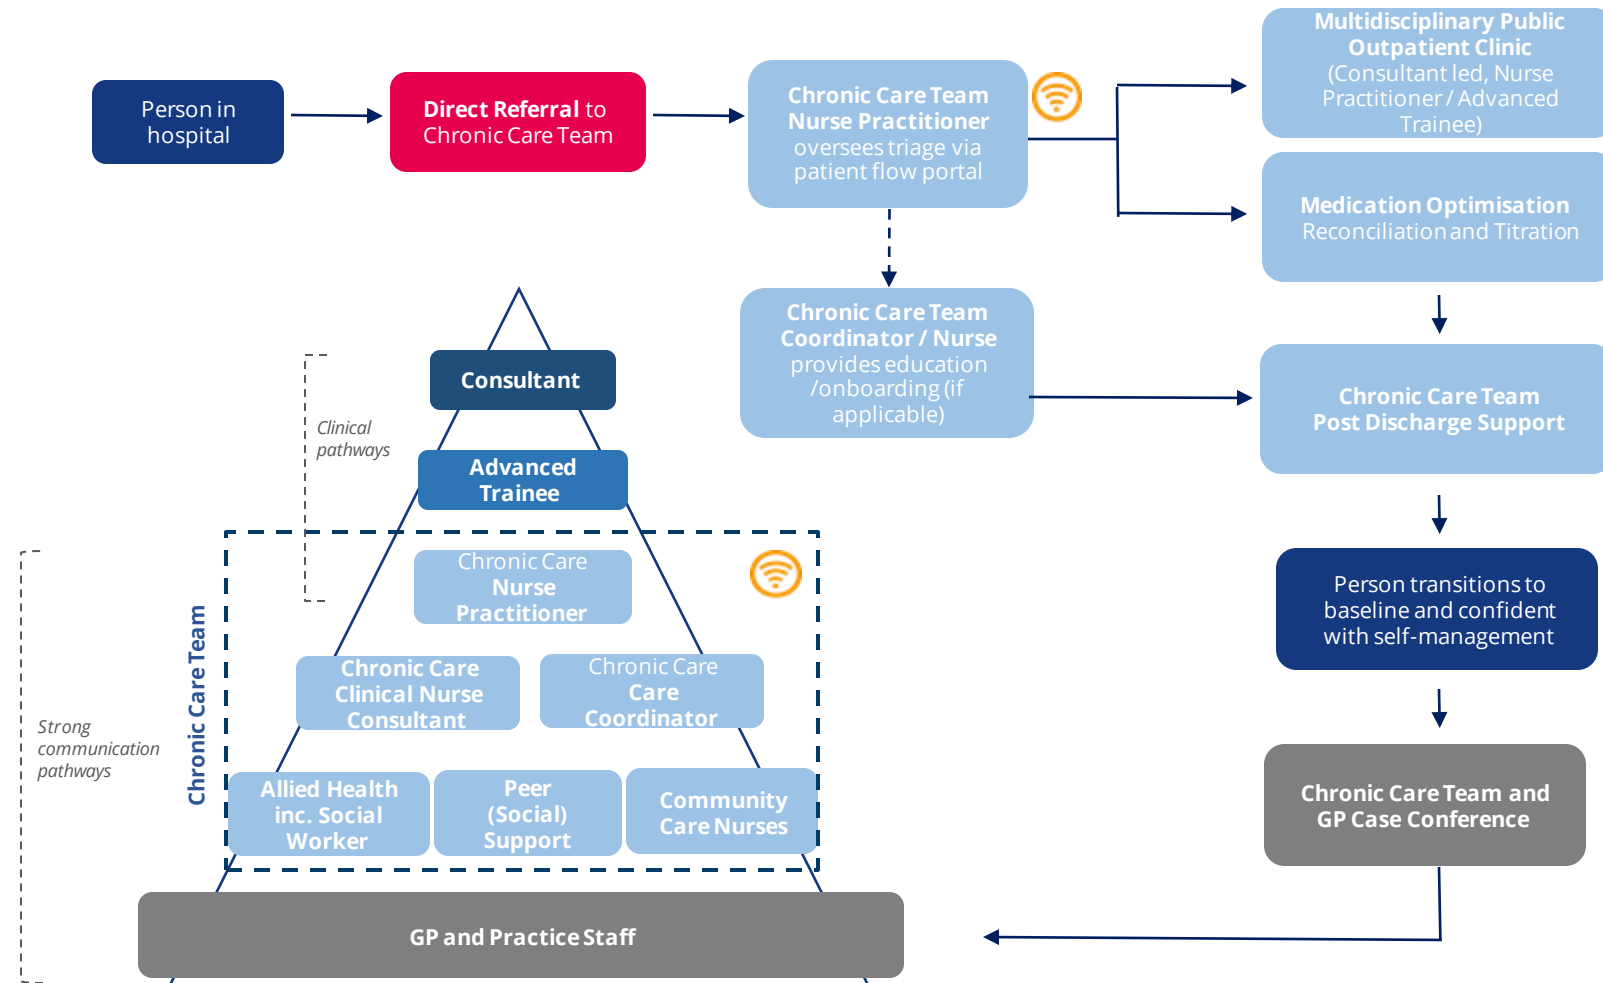 Person in
hospital
Direct Referral to
Chronic Care Team
Chronic Care Team
Nurse Practitioner
oversees triage via
patient flow portal
Multidisciplinary Public
Outpatient Clinic
(Consultant led, Nurse
Practitioner / Advanced
Trainee)
Medication Optimisation
Reconciliation and Titration
Chronic Care Team
Coordinator / Nurse
provides education
/onboarding (if
applicable)
Chronic Care Team
Post Discharge Support
Person transitions to
baseline and confident
with self-management
Chronic Care Team and
GP Case Conference
Consultant
Clinical
pathways
Advanced
Trainee
Chronic Care
Nurse
Practitioner
Chronic Care Team
Chronic Care
Clinical Nurse
Consultant
Chronic Care
Care
Coordinator
Strong
communication
pathways
Allied Health
inc. Social
Worker
Peer
(Social)
Support
Community
Care Nurses
GP and Practice Staff